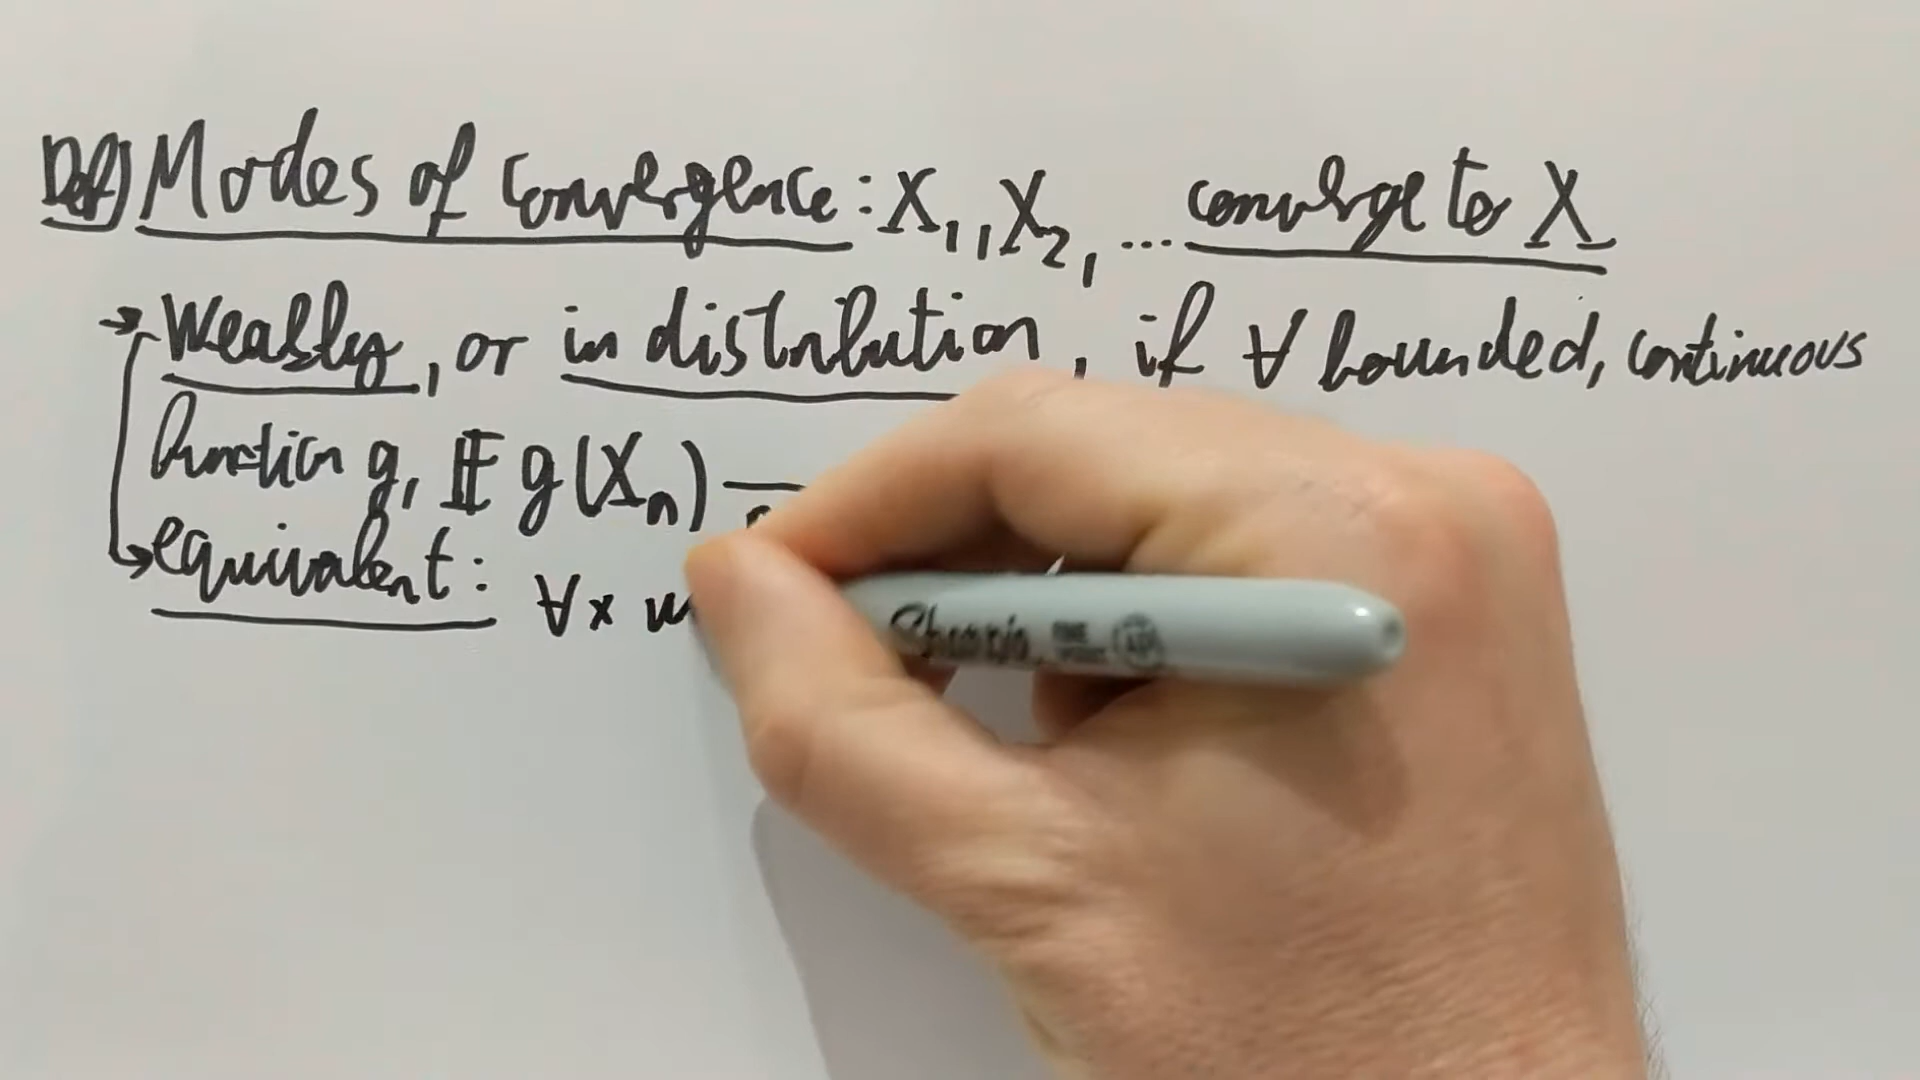 Def) Modes of convergence: X₁, X₂, ... converge to X
→ Weakly, or in distribution, if ∀ bounded, continuous
function g, 𝔼 g(Xₙ)
→ equivalent: ∀x
Sharpie